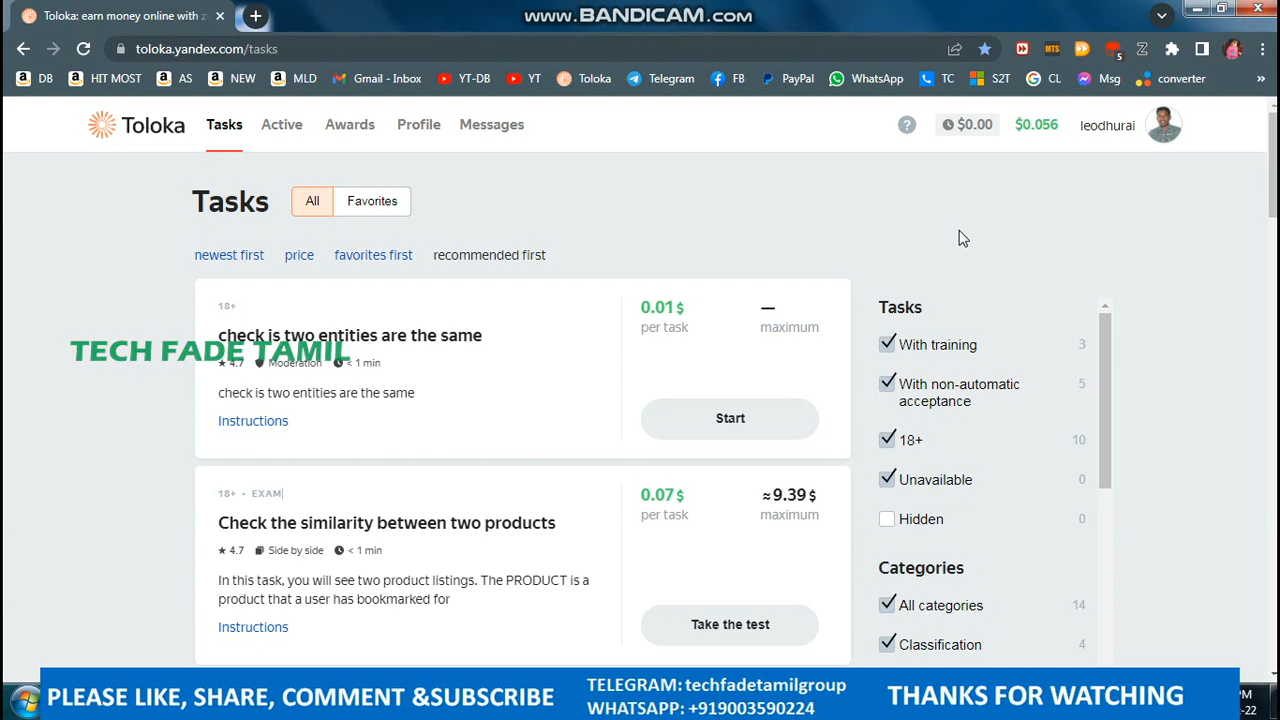 Toloka: earn money online with z
www.BANDICAM.com
toloka.yandex.com/tasks
MTS
5
DB HIT MOST AS NEW MLD Gmail - Inbox YT-DB YT Toloka Telegram FB PayPal WhatsApp TC S2T CL Msg converter »
Toloka Tasks Active Awards Profile Messages ? $0.00 $0.056 leodhurai
Tasks All Favorites
newest first price favorites first recommended first
18+
check is two entities are the same
4.7 Moderation < 1 min
check is two entities are the same
Instructions
0.01 $ —
per task maximum
Start
TECH FADE TAMIL
18+ • EXAM
Check the similarity between two products
4.7 Side by side < 1 min
In this task, you will see two product listings. The PRODUCT is a
product that a user has bookmarked for
Instructions
0.07 $ ≈ 9.39 $
per task maximum
Take the test
Tasks
With training 3
With non-automatic 5
acceptance
18+ 10
Unavailable 0
Hidden 0
Categories
All categories 14
Classification 4
PLEASE LIKE, SHARE, COMMENT &SUBSCRIBE
TELEGRAM: techfadetamilgroup
WHATSAPP: +919003590224
THANKS FOR WATCHING
PM
-22